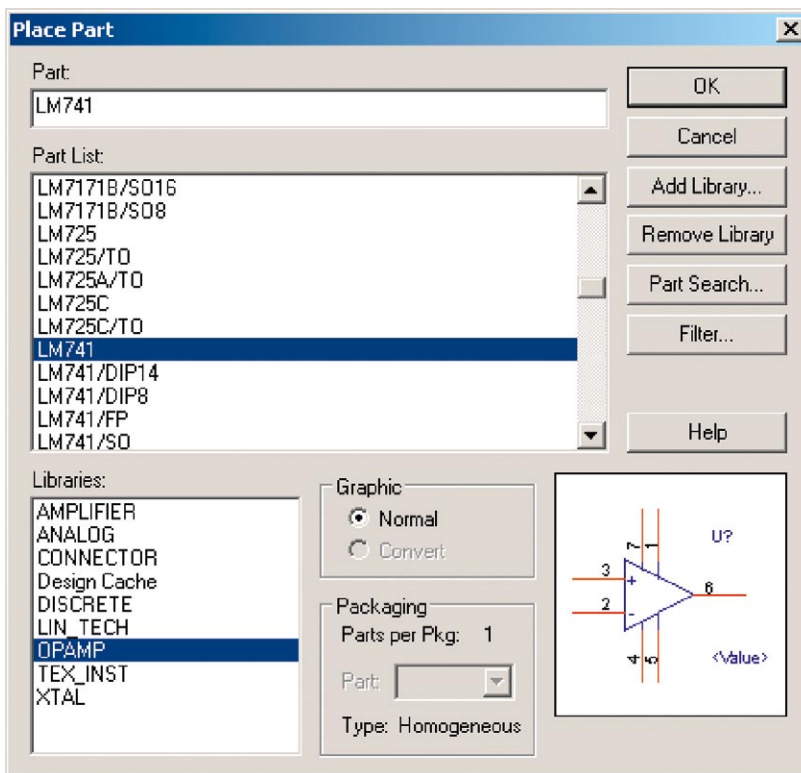 Place Part
Part:
LM741
Part List:
LM7171B/SO16
LM7171B/SO8
LM725
LM725/TO
LM725A/TO
LM725C
LM725C/TO
LM741
LM741/DIP14
LM741/DIP8
LM741/FP
LM741/SO
OK
Cancel
Add Library...
Remove Library
Part Search...
Filter...
Help
Libraries:
AMPLIFIER
ANALOG
CONNECTOR
Design Cache
DISCRETE
LIN_TECH
OPAMP
TEX_INST
XTAL
Graphic
Normal
Convert
Packaging
Parts per Pkg: 1
Part:
Type: Homogeneous
7 1
U?
3 +
6
2 -
4 5
<Value>